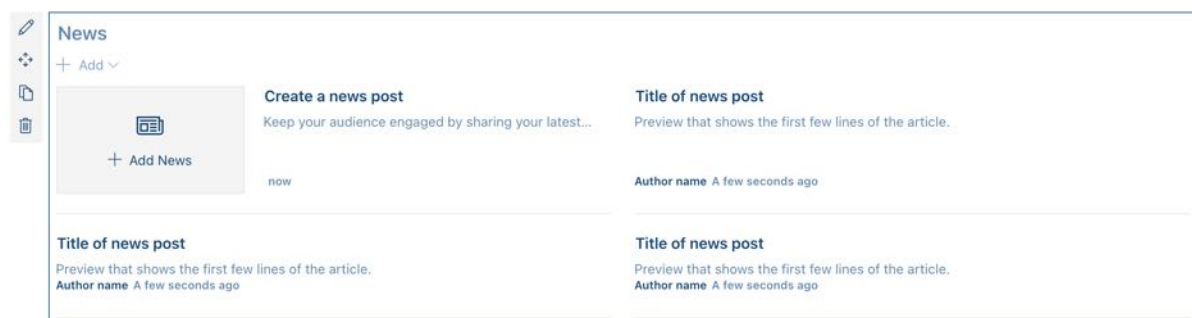 News
+ Add
Create a news post
Keep your audience engaged by sharing your latest...
+ Add News
now
Title of news post
Preview that shows the first few lines of the article.
Author name A few seconds ago
Title of news post
Preview that shows the first few lines of the article.
Author name A few seconds ago
Title of news post
Preview that shows the first few lines of the article.
Author name A few seconds ago